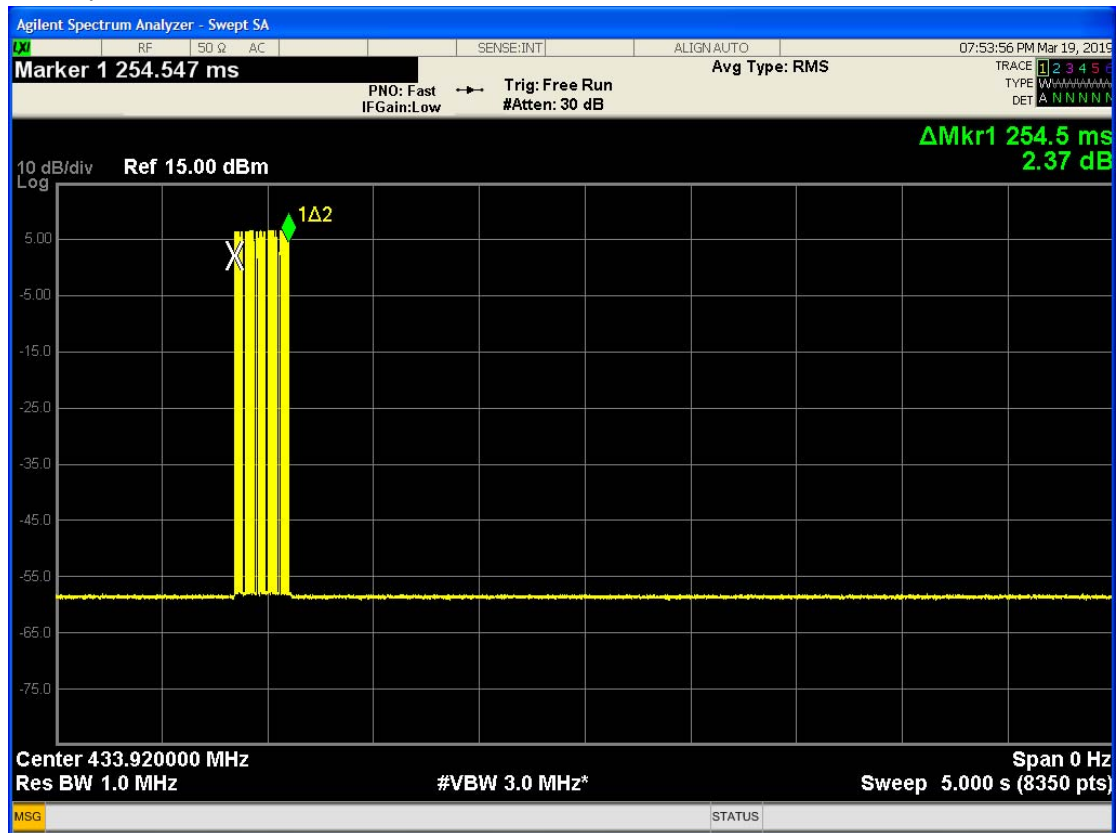 Agilent Spectrum Analyzer - Swept SA
LXI RF 50 Ω AC SENSE:INT ALIGN AUTO 07:53:56 PM Mar 19, 2019
Marker 1 254.547 ms
PNO: Fast
IFGain:Low
Trig: Free Run
#Atten: 30 dB
Avg Type: RMS
TRACE 1 2 3 4 5 6
TYPE
DET A N N N N N
ΔMkr1 254.5 ms
2.37 dB
10 dB/div Ref 15.00 dBm
Log
1Δ2
5.00
-5.00
-15.0
-25.0
-35.0
-45.0
-55.0
-65.0
-75.0
Center 433.920000 MHz Span 0 Hz
Res BW 1.0 MHz #VBW 3.0 MHz* Sweep 5.000 s (8350 pts)
MSG STATUS